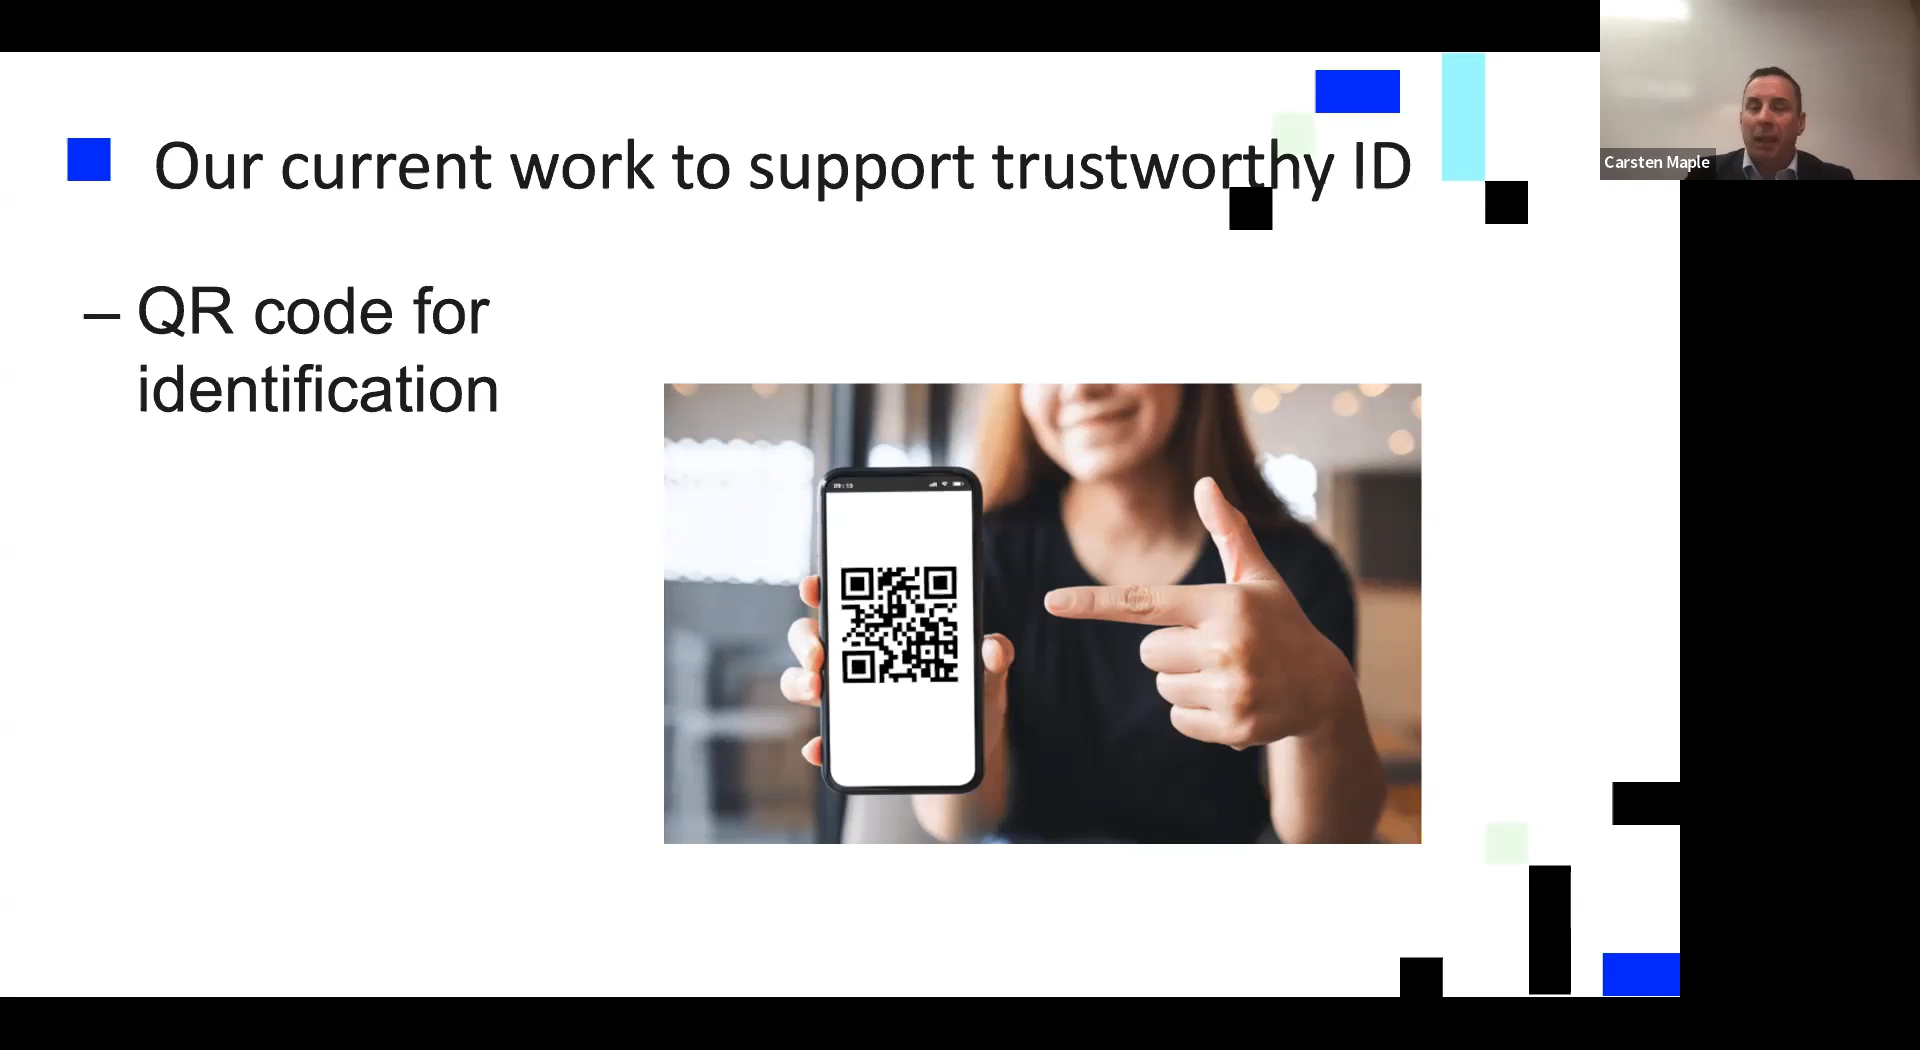 Our current work to support trustworthy ID
– QR code for
identification
Carsten Maple